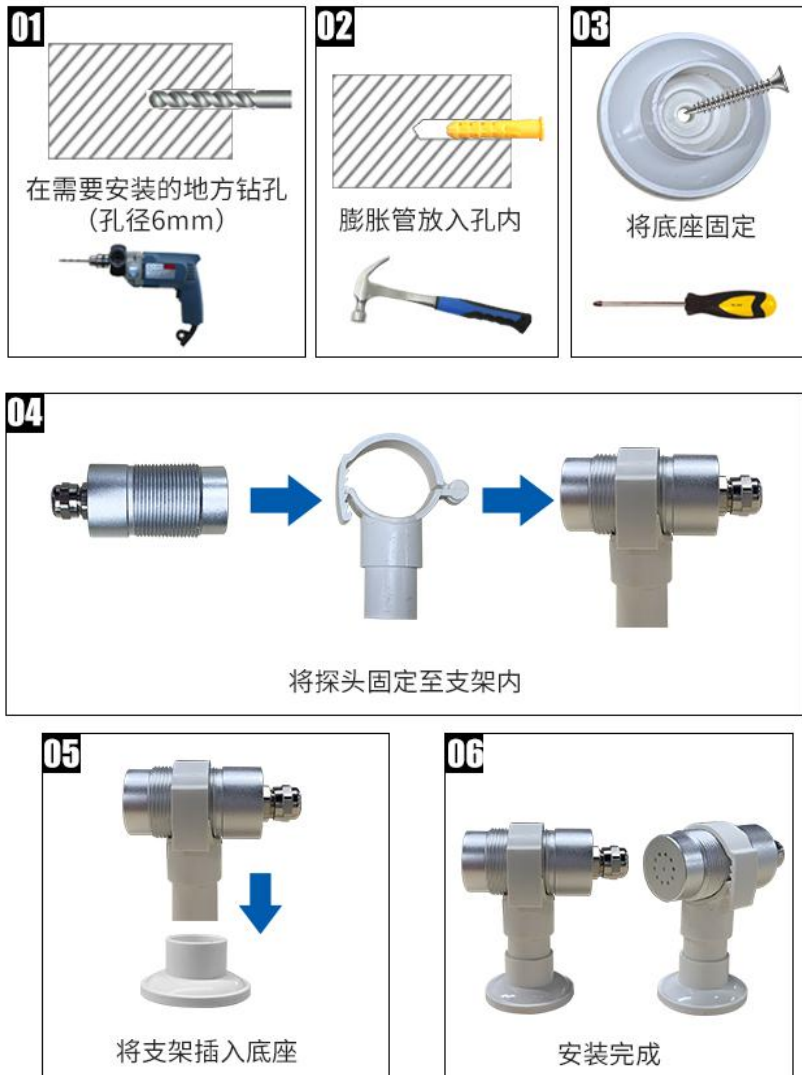 01
在需要安装的地方钻孔
（孔径6mm）
02
膨胀管放入孔内
03
将底座固定
04
将探头固定至支架内
05
将支架插入底座
06
安装完成